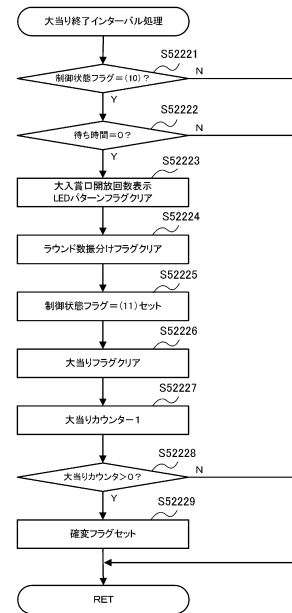 大当り終了インターバル処理
S52221
制御状態フラグ=(10)?
N
Y
S52222
待ち時間=0?
N
Y
S52223
大入賞口開放回数表示
LEDパターンフラグクリア
S52224
ラウンド数振分けフラグクリア
S52225
制御状態フラグ=(11)セット
S52226
大当りフラグクリア
S52227
大当りカウンター1
S52228
大当りカウンタ>0?
N
Y
S52229
確変フラグセット
RET